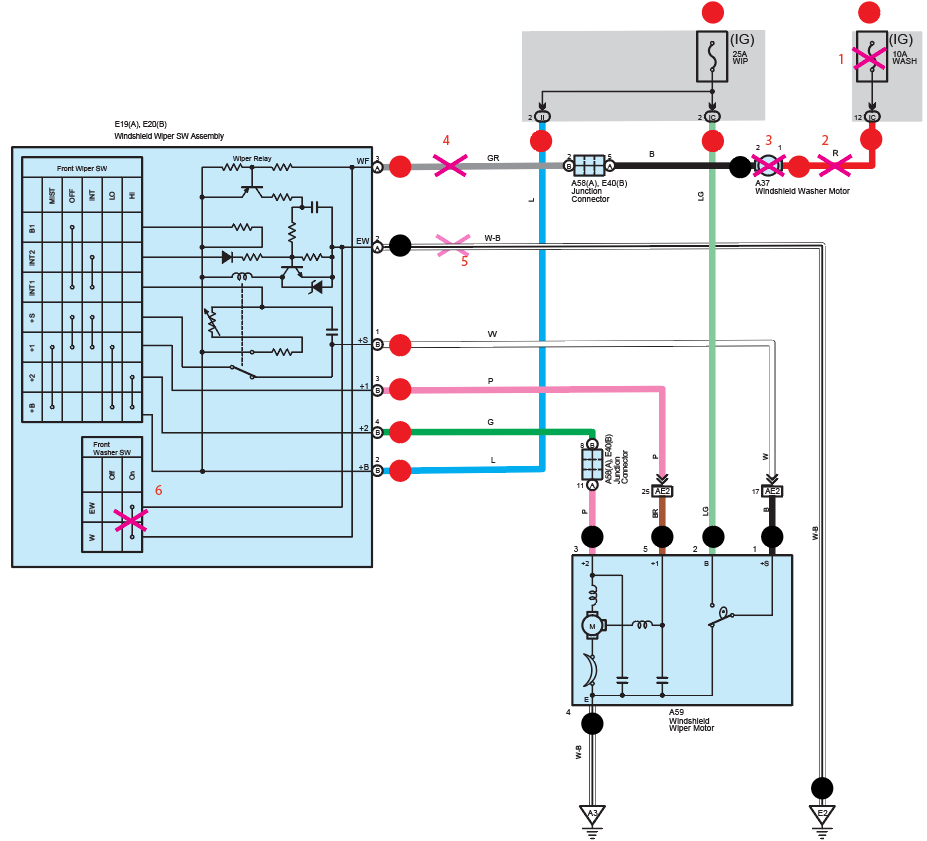 (IG)
25A
WIP
(IG)
10A
WASH
1
2
II
2
IC
12
IC
E19(A), E20(B)
Windshield Wiper SW Assembly
Front Wiper SW
MIST
OFF
INT
LO
HI
B1
INT2
INT1
+S
+1
+2
+B
Wiper Relay
WF
3
A
EW
2
A
+S
1
B
+1
3
B
+2
4
B
+B
2
B
4
GR
2
B
5
A
A58(A), E40(B)
Junction
Connector
B
3
2
1
A37
Windshield Washer Motor
2
R
W-B
5
L
LG
W
P
G
L
Front
Washer SW
Off
On
EW
W
6
8
B
A58(A), E40(B)
Junction
Connector
11
A
P
P
25
AE2
BR
LG
W
17
AE2
B
W-B
3
5
2
1
+2
+1
B
+S
M
E
4
A59
Windshield
Wiper Motor
W-B
A3
E2